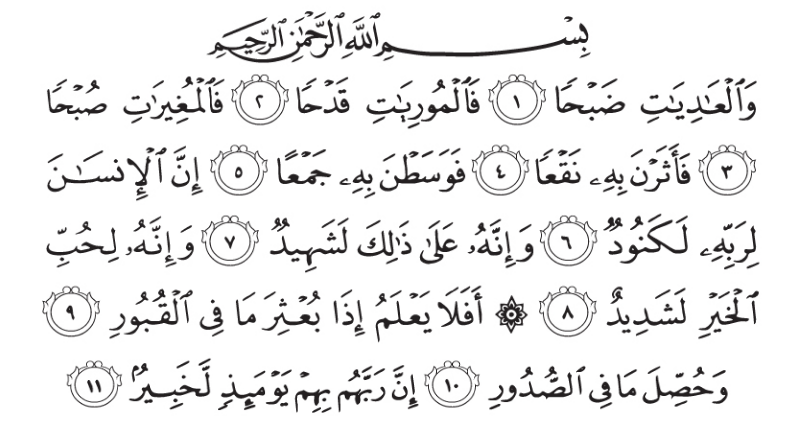 بِسْمِ ٱللَّهِ ٱلرَّحْمَٰنِ ٱلرَّحِيمِ
وَٱلْعَٰدِيَٰتِ ضَبْحًا ١ فَٱلْمُورِيَٰتِ قَدْحًا ٢ فَٱلْمُغِيرَٰتِ صُبْحًا
٣ فَأَثَرْنَ بِهِۦ نَقْعًا ٤ فَوَسَطْنَ بِهِۦ جَمْعًا ٥ إِنَّ ٱلْإِنسَٰنَ
لِرَبِّهِۦ لَكَنُودٌ ٦ وَإِنَّهُۥ عَلَىٰ ذَٰلِكَ لَشَهِيدٌ ٧ وَإِنَّهُۥ لِحُبِّ
ٱلْخَيْرِ لَشَدِيدٌ ٨ ۞ أَفَلَا يَعْلَمُ إِذَا بُعْثِرَ مَا فِى ٱلْقُبُورِ ٩
وَحُصِّلَ مَا فِى ٱلصُّدُورِ ١٠ إِنَّ رَبَّهُم بِهِمْ يَوْمَئِذٍ لَّخَبِيرٌۢ ١١